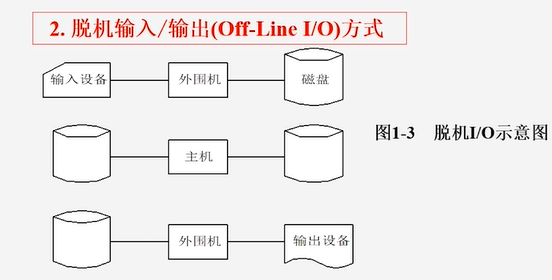 2. 脱机输入/输出(Off-Line I/O)方式
输入设备
外围机
磁盘
图1-3 脱机I/O示意图
主机
外围机
输出设备